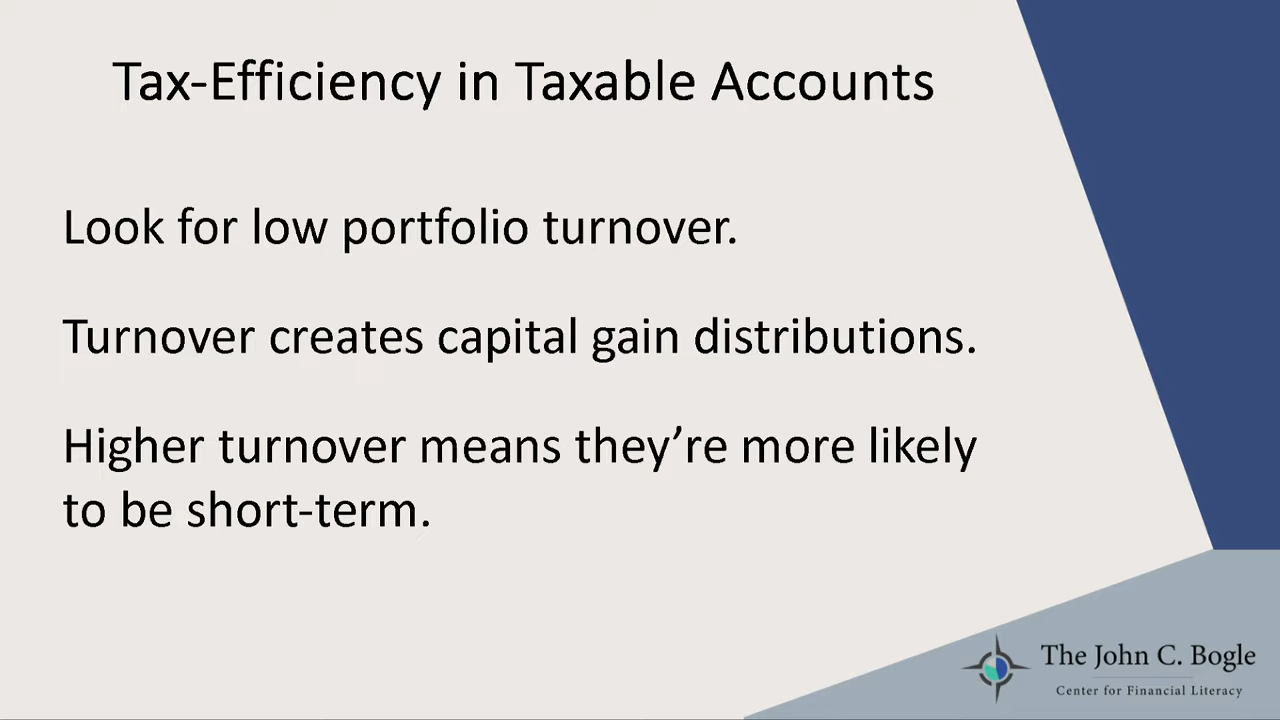 Tax-Efficiency in Taxable Accounts
Look for low portfolio turnover.
Turnover creates capital gain distributions.
Higher turnover means they’re more likely
to be short-term.
The John C. Bogle
Center for Financial Literacy